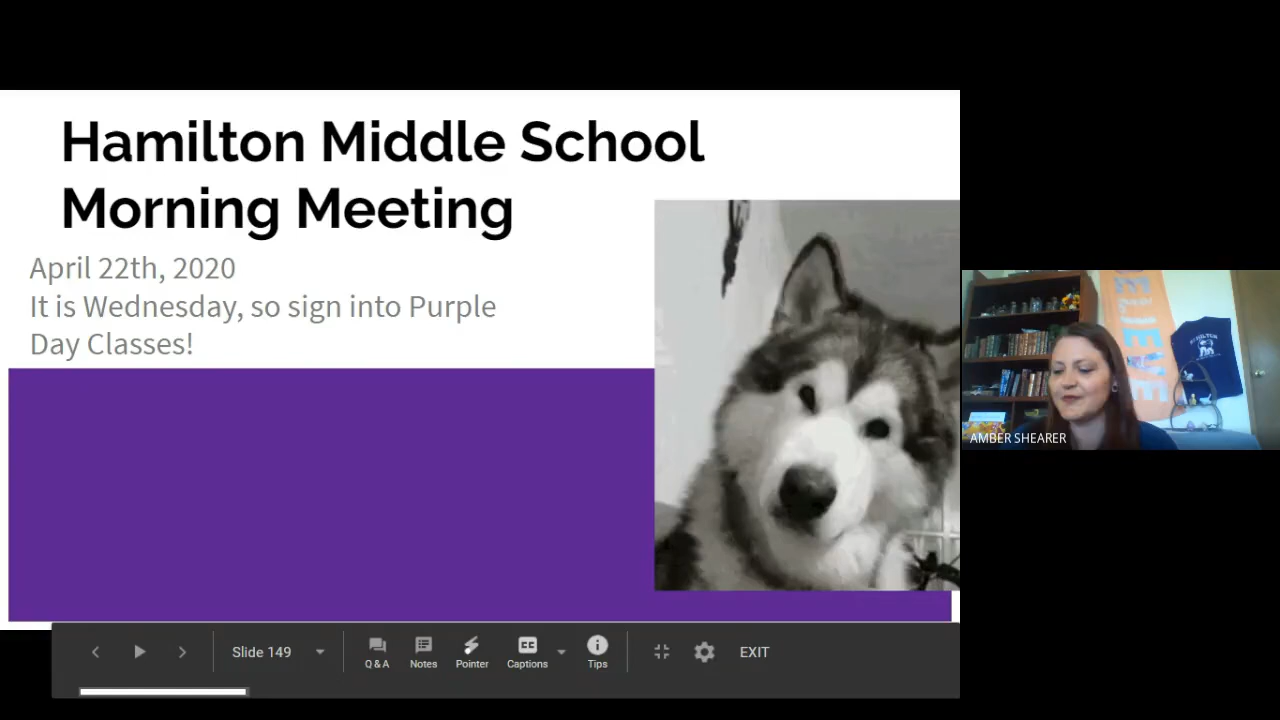 Hamilton Middle School
Morning Meeting
April 22th, 2020
It is Wednesday, so sign into Purple
Day Classes!
AMBER SHEARER
HAMILTON
Slide 149
Q & A
Notes
Pointer
Captions
Tips
EXIT